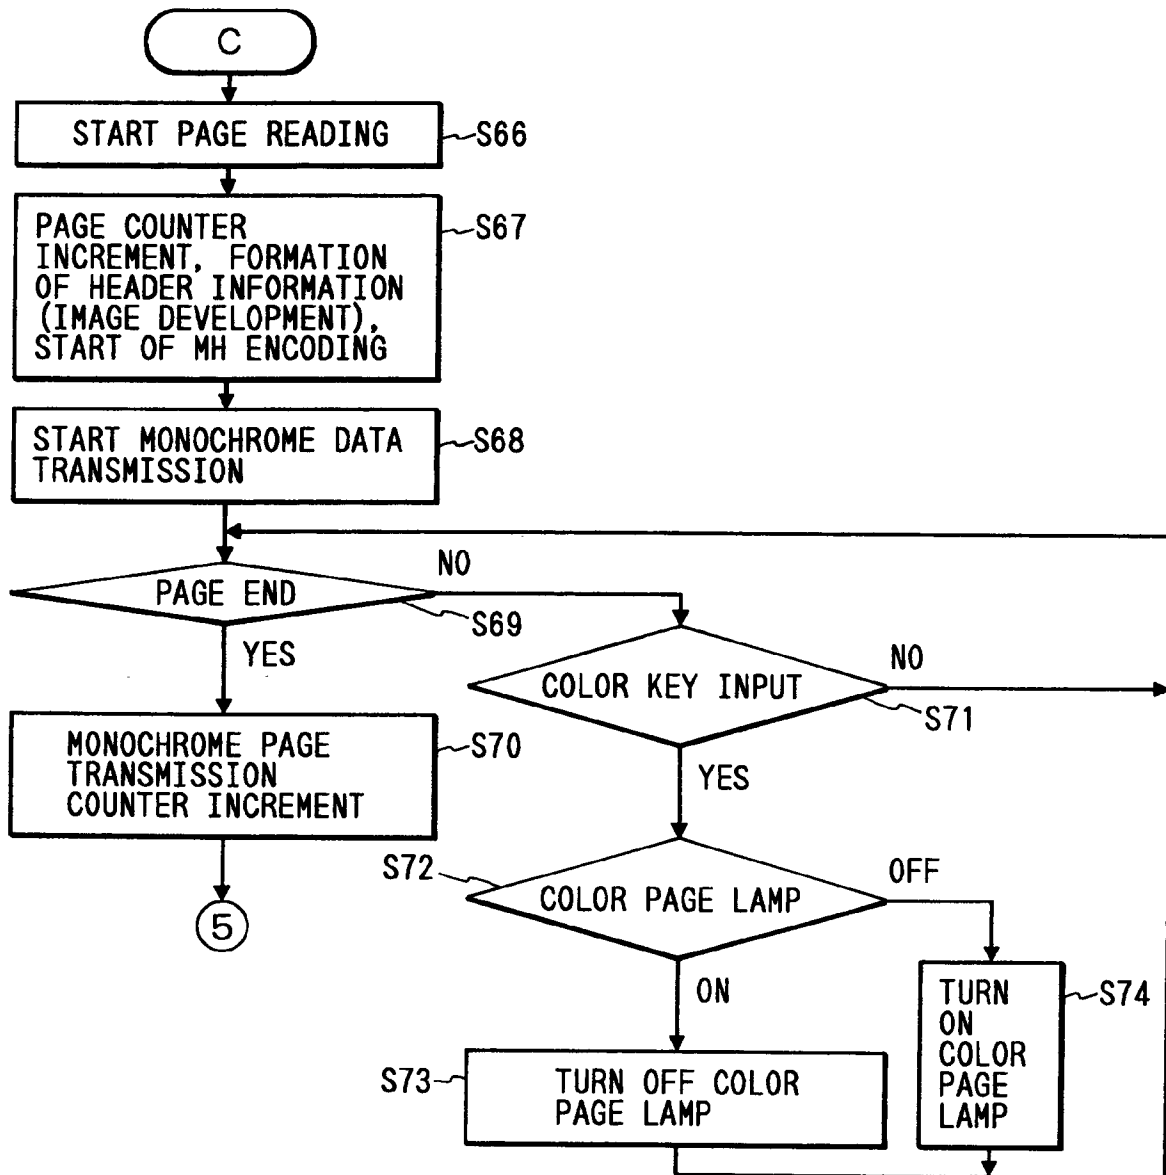 C
START PAGE READING
S66
PAGE COUNTER
INCREMENT, FORMATION
OF HEADER INFORMATION
(IMAGE DEVELOPMENT),
START OF MH ENCODING
S67
START MONOCHROME DATA
TRANSMISSION
S68
PAGE END
NO
S69
YES
COLOR KEY INPUT
NO
S71
MONOCHROME PAGE
TRANSMISSION
COUNTER INCREMENT
S70
YES
5
S72
COLOR PAGE LAMP
OFF
ON
TURN
ON
COLOR
PAGE
LAMP
S74
S73
TURN OFF COLOR
PAGE LAMP